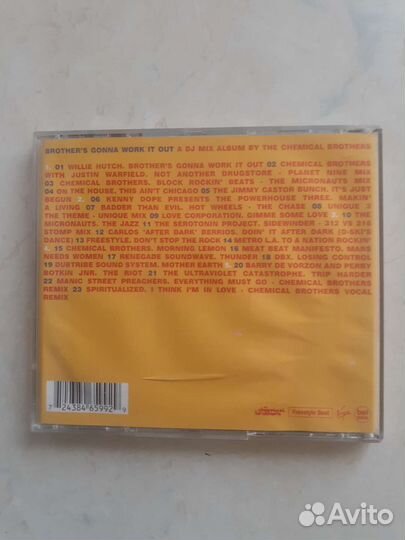 BROTHER'S GONNA WORK IT OUT A DJ MIX ALBUM BY THE CHEMICAL BROTHERS
1 01 WILLIE HUTCH. BROTHER'S GONNA WORK IT OUT 02 CHEMICAL BROTHERS
WITH JUSTIN WARFIELD. NOT ANOTHER DRUGSTORE - PLANET NINE MIX
03 CHEMICAL BROTHERS. BLOCK ROCKIN' BEATS - THE MICRONAUTS MIX
04 ON THE HOUSE. THIS AIN'T CHICAGO 05 THE JIMMY CASTOR BUNCH. IT'S JUST
BEGUN 2 06 KENNY DOPE PRESENTS THE POWERHOUSE THREE. MAKIN'
A LIVING 07 BADDER THAN EVIL. HOT WHEELS - THE CHASE 08 UNIQUE 3
THE THEME - UNIQUE MIX 09 LOVE CORPORATION. GIMME SOME LOVE 3 10 THE
MICRONAUTS. THE JAZZ 11 THE SEROTONIN PROJECT. SIDEWINDER - 312 VS 216
STOMP MIX 12 CARLOS 'AFTER DARK' BERRIOS. DOIN' IT AFTER DARK (D-SKI'S
DANCE) 13 FREESTYLE. DON'T STOP THE ROCK 14 METRO L.A. TO A NATION ROCKIN'
4 15 CHEMICAL BROTHERS. MORNING LEMON 16 MEAT BEAT MANIFESTO. MARS
NEEDS WOMEN 17 RENEGADE SOUNDWAVE. THUNDER 18 DBX. LOSING CONTROL
19 DUBTRIBE SOUND SYSTEM. MOTHER EARTH 5 20 BARRY DE VORZON AND PERRY
BOTKIN JNR. THE RIOT 21 THE ULTRAVIOLET CATASTROPHE. TRIP HARDER
22 MANIC STREET PREACHERS. EVERYTHING MUST GO - CHEMICAL BROTHERS
REMIX 23 SPIRITUALIZED. I THINK I'M IN LOVE - CHEMICAL BROTHERS VOCAL
REMIX
7 24384 65992 9
Freestyle Dust
Virgin
Avito